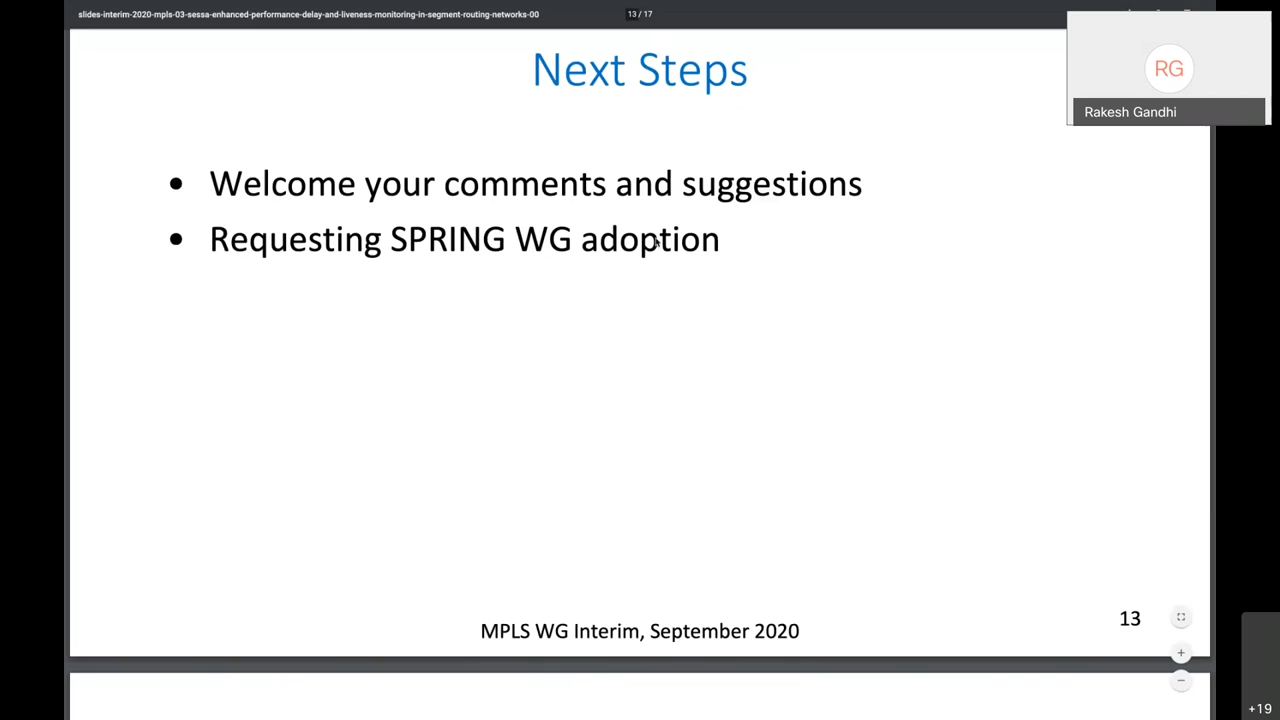 slides-interim-2020-mpls-03-sessa-enhanced-performance-delay-and-liveness-monitoring-in-segment-routing-networks-00
13 / 17
RG
Rakesh Gandhi
Next Steps
• Welcome your comments and suggestions
• Requesting SPRING WG adoption
MPLS WG Interim, September 2020
13
+
−
+19